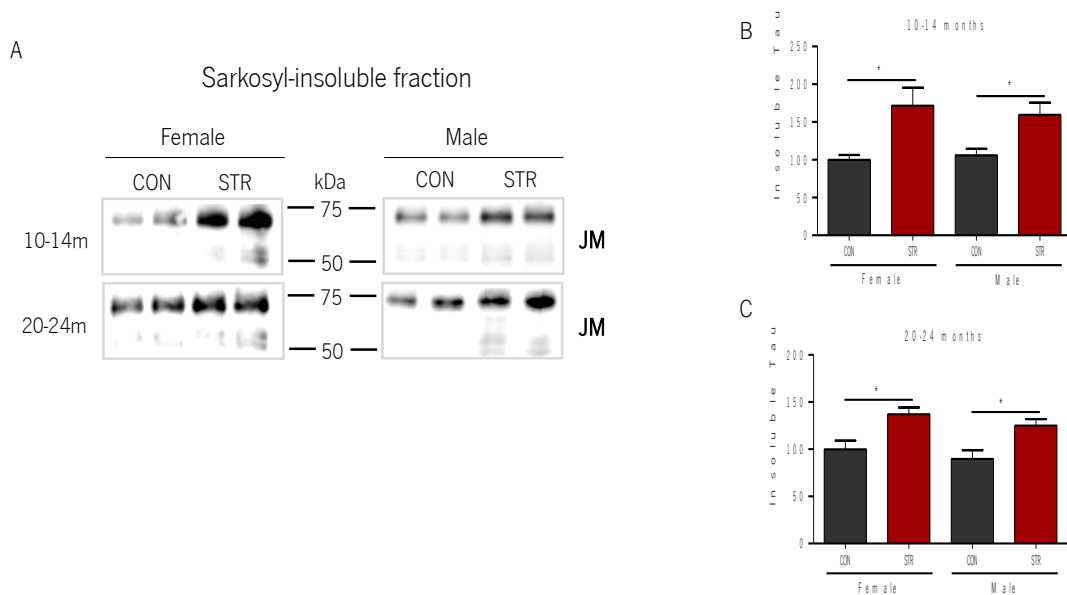 A
Sarkosyl-insoluble fraction
Female
Male
CON STR kDa CON STR
75
10-14m
JM
50
75
20-24m
JM
50
B
10-14 months
Insoluble Tau
250
200
150
100
50
0
CON STR CON STR
Female Male
*
*
C
20-24 months
Insoluble Tau
200
150
100
50
0
CON STR CON STR
Female Male
*
*